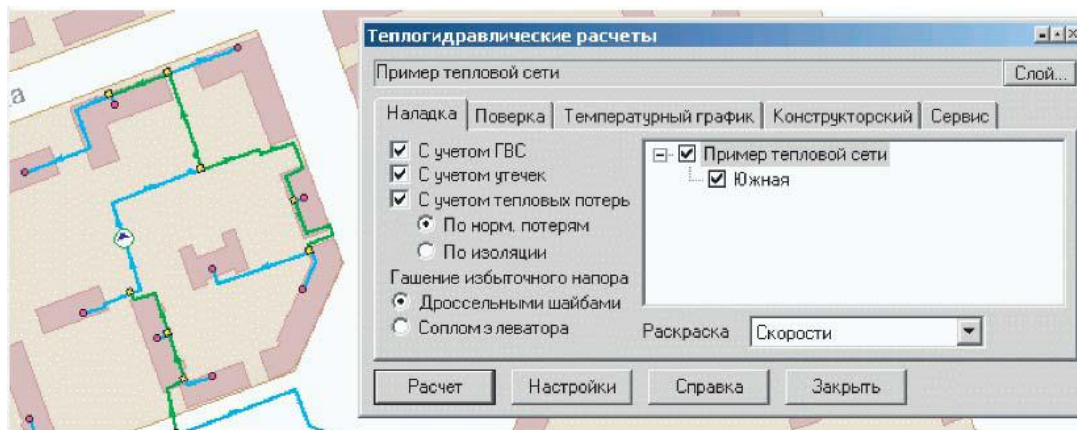 а
Теплогидравлические расчеты
Пример тепловой сети
Слой...
Наладка Поверка Температурный график Конструкторский Сервис
С учетом ГВС
С учетом утечек
С учетом тепловых потерь
По норм. потерям
По изоляции
Гашение избыточного напора
Дроссельными шайбами
Соплом элеватора
Пример тепловой сети
Южная
Раскраска Скорости
Расчет Настройки Справка Закрыть